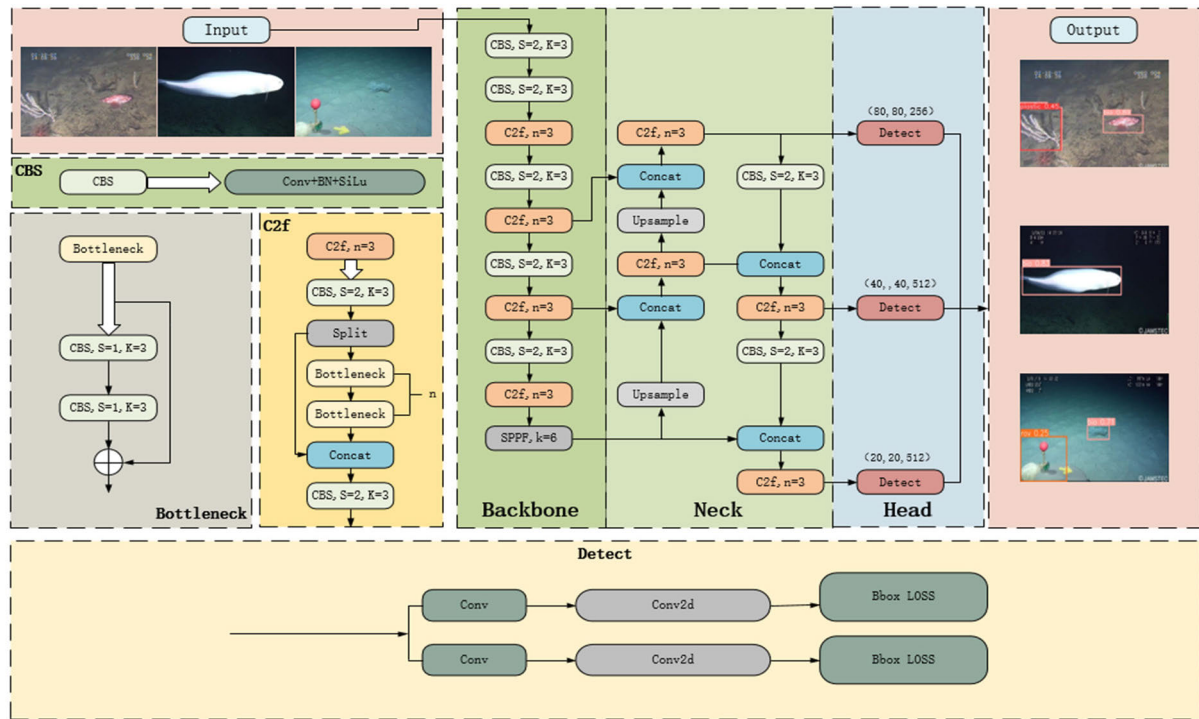 Input
CBS
CBS
Conv+BN+SiLu
Bottleneck
CBS, S=1, K=3
CBS, S=1, K=3
Bottleneck
C2f
C2f, n=3
CBS, S=2, K=3
Split
Bottleneck
Bottleneck
n
Concat
CBS, S=2, K=3
CBS, S=2, K=3
CBS, S=2, K=3
C2f, n=3
CBS, S=2, K=3
C2f, n=3
CBS, S=2, K=3
C2f, n=3
CBS, S=2, K=3
C2f, n=3
SPPF, k=6
Backbone
C2f, n=3
Concat
Upsample
C2f, n=3
Concat
Upsample
CBS, S=2, K=3
Concat
C2f, n=3
CBS, S=2, K=3
Concat
C2f, n=3
Neck
(80, 80, 256)
Detect
(40,, 40, 512)
Detect
(20, 20, 512)
Detect
Head
Output
©JAMSTEC
©JAMSTEC
Detect
Conv
Conv2d
Bbox LOSS
Conv
Conv2d
Bbox LOSS